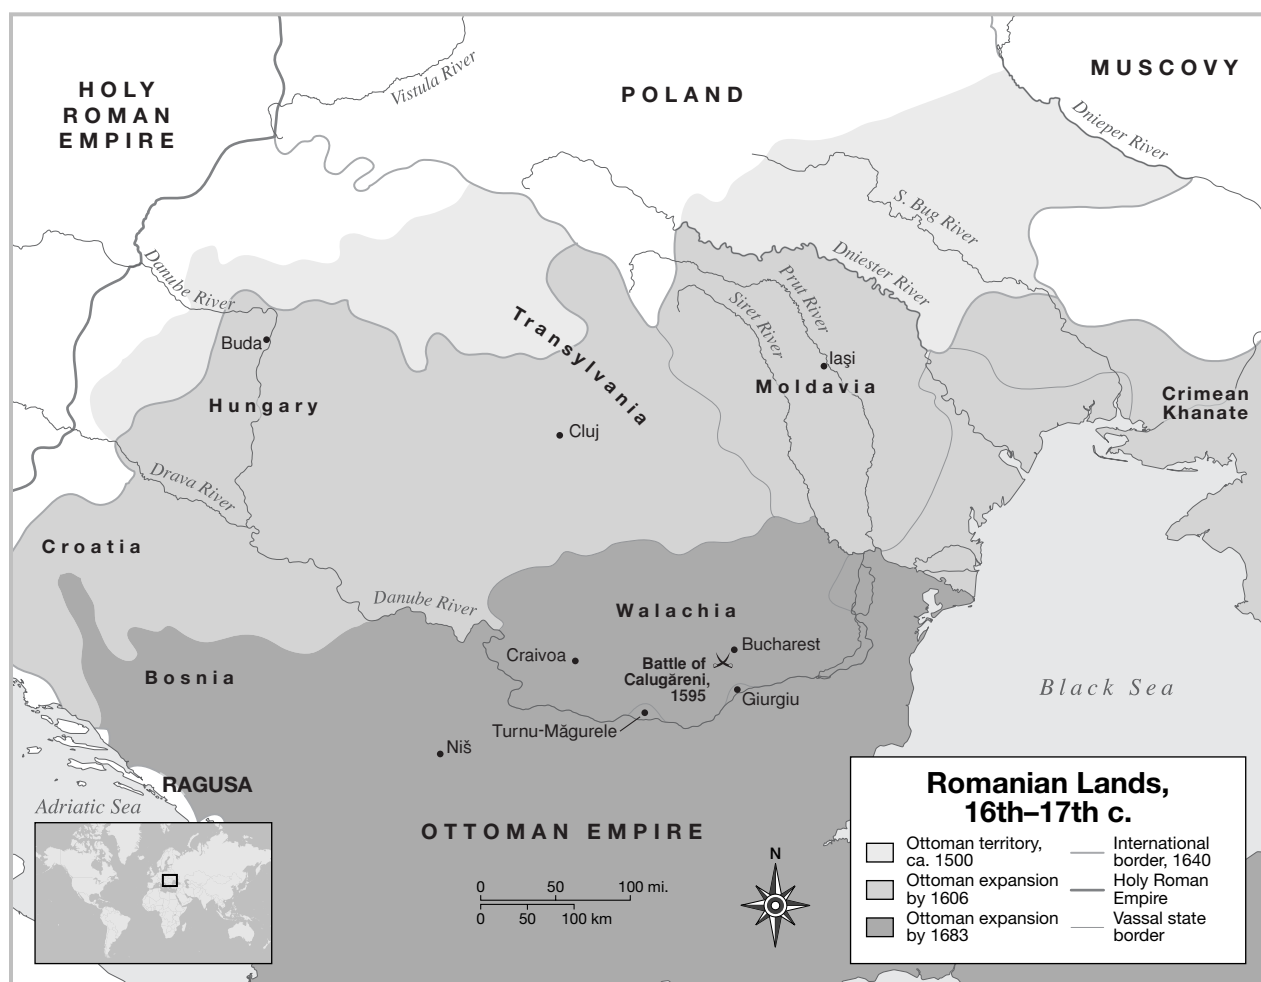 HOLY
ROMAN
EMPIRE
Vistula River
POLAND
MUSCOVY
Dnieper River
S. Bug River
Dniester River
Prut River
Siret River
Danube River
Buda
Hungary
Transylvania
Cluj
Iaşi
Moldavia
Crimean
Khanate
Drava River
Croatia
Danube River
Walachia
Bucharest
Craivoa
Battle of
Calugăreni,
1595
Giurgiu
Turnu-Măgurele
Bosnia
Niš
Black Sea
RAGUSA
Adriatic Sea
OTTOMAN EMPIRE
0 50 100 mi.
0 50 100 km
N
Romanian Lands,
16th–17th c.
Ottoman territory,
ca. 1500
Ottoman expansion
by 1606
Ottoman expansion
by 1683
International
border, 1640
Holy Roman
Empire
Vassal state
border